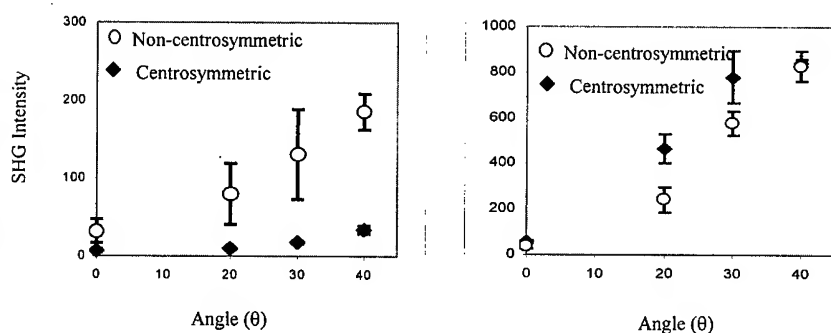 300
200
100
0
SHG Intensity
Non-centrosymmetric
Centrosymmetric
0 10 20 30 40
Angle (θ)
1000
800
600
400
200
0
Non-centrosymmetric
Centrosymmetric
0 10 20 30 40
Angle (θ)